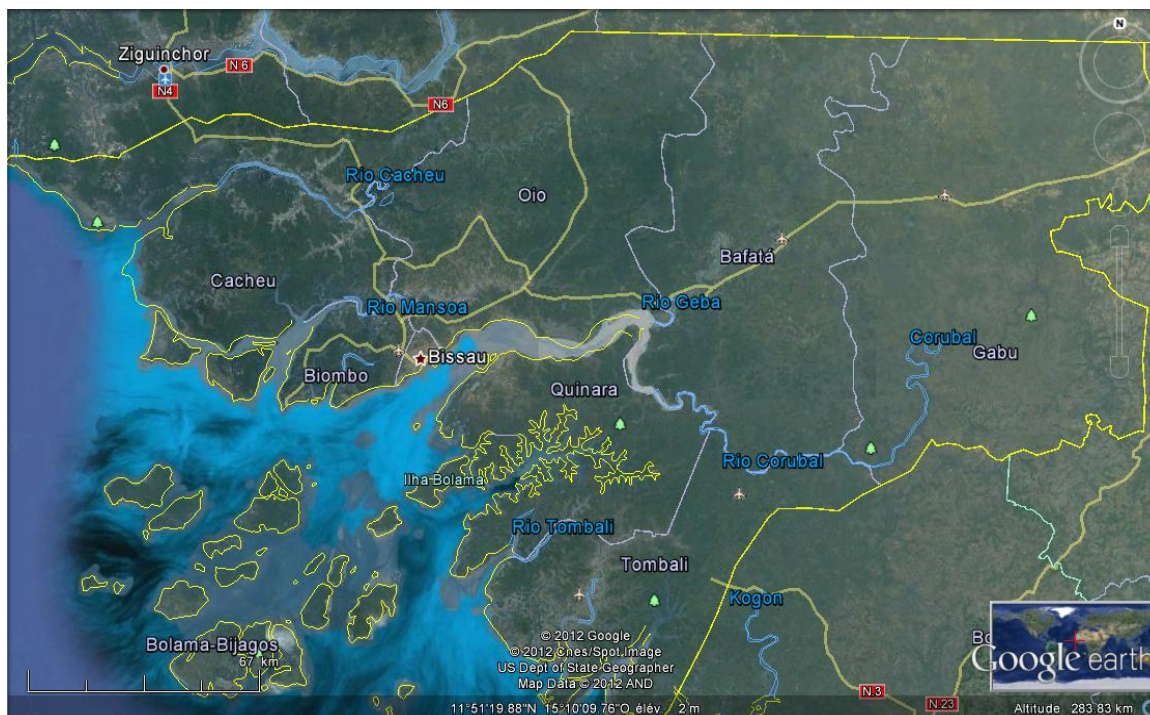 N
Ziguinchor
N 6
N4
N6
Rio Cacheu
Oio
Cacheu
Bafatá
Rio Mansoa
Rio Geba
Corubal
Gabu
Bissau
Biombo
Quinara
Rio Corubal
Ilha Bolama
Rio Tombali
Tombali
Kogon
Bolama-Bijagos
67 km
© 2012 Google
© 2012 Cnes/Spot Image
US Dept of State Geographer
Map Data © 2012 AND
Google earth
N.3
N.23
11°51'19.88"N 15°10'09.76"O élév 2 m
Altitude 283.83 km